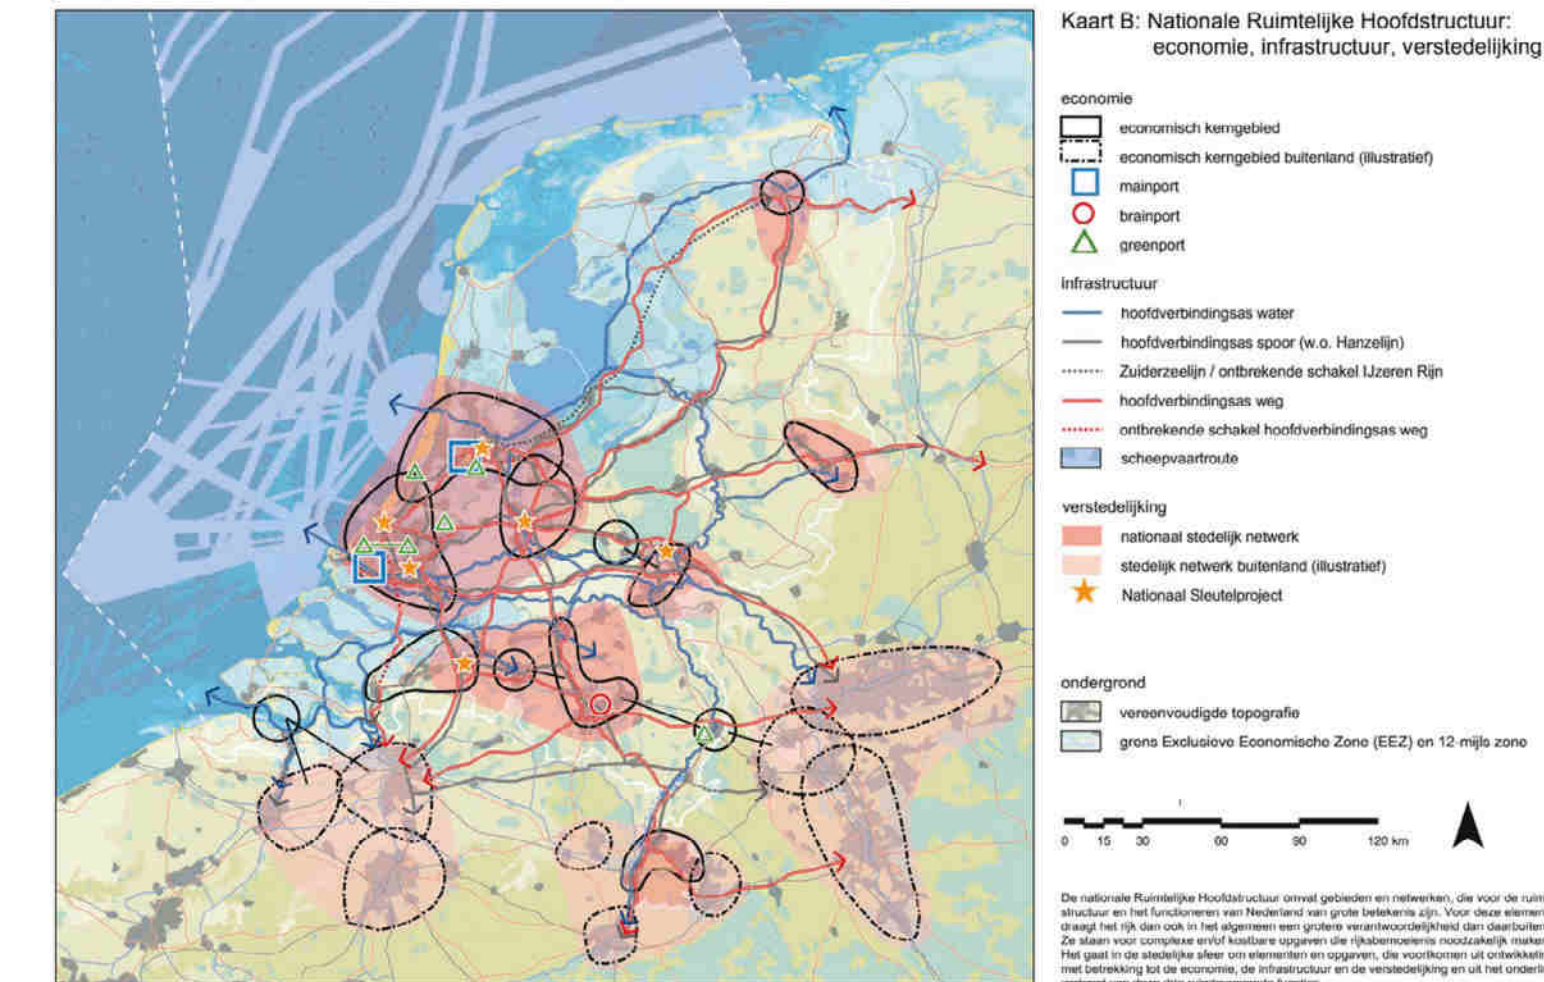 Kaart B: Nationale Ruimtelijke Hoofdstructuur:
economie, infrastructuur, verstedelijking
economie
economisch kerngebied
economisch kerngebied buitenland (illustratief)
mainport
brainport
greenport
infrastructuur
hoofdverbindingsas water
hoofdverbindingsas spoor (w.o. Hanzelijn)
Zuiderzeelijn / ontbrekende schakel IJzeren Rijn
hoofdverbindingsas weg
ontbrekende schakel hoofdverbindingsas weg
scheepvaartroute
verstedelijking
nationaal stedelijk netwerk
stedelijk netwerk buitenland (illustratief)
Nationaal Sleutelproject
ondergrond
vereenvoudigde topografie
grens Exclusieve Economische Zone (EEZ) en 12-mijls zone
0 15 30 60 90 120 km
De nationale Ruimtelijke Hoofdstructuur omvat gebieden en netwerken, die voor de ruim
structuur en het functioneren van Nederland van grote betekenis zijn. Voor deze elemen
draagt het rijk dan ook in het algemeen een grotere verantwoordelijkheid dan daarbuiten
Ze staan voor complexe en/of kostbare opgaven die rijksbemoeienis noodzakelijk maken
Het gaat in de stedelijke sfeer om elementen en opgaven, die voortkomen uit ontwikkelin
met betrekking tot de economie, de infrastructuur en de verstedelijking en uit het onderlin